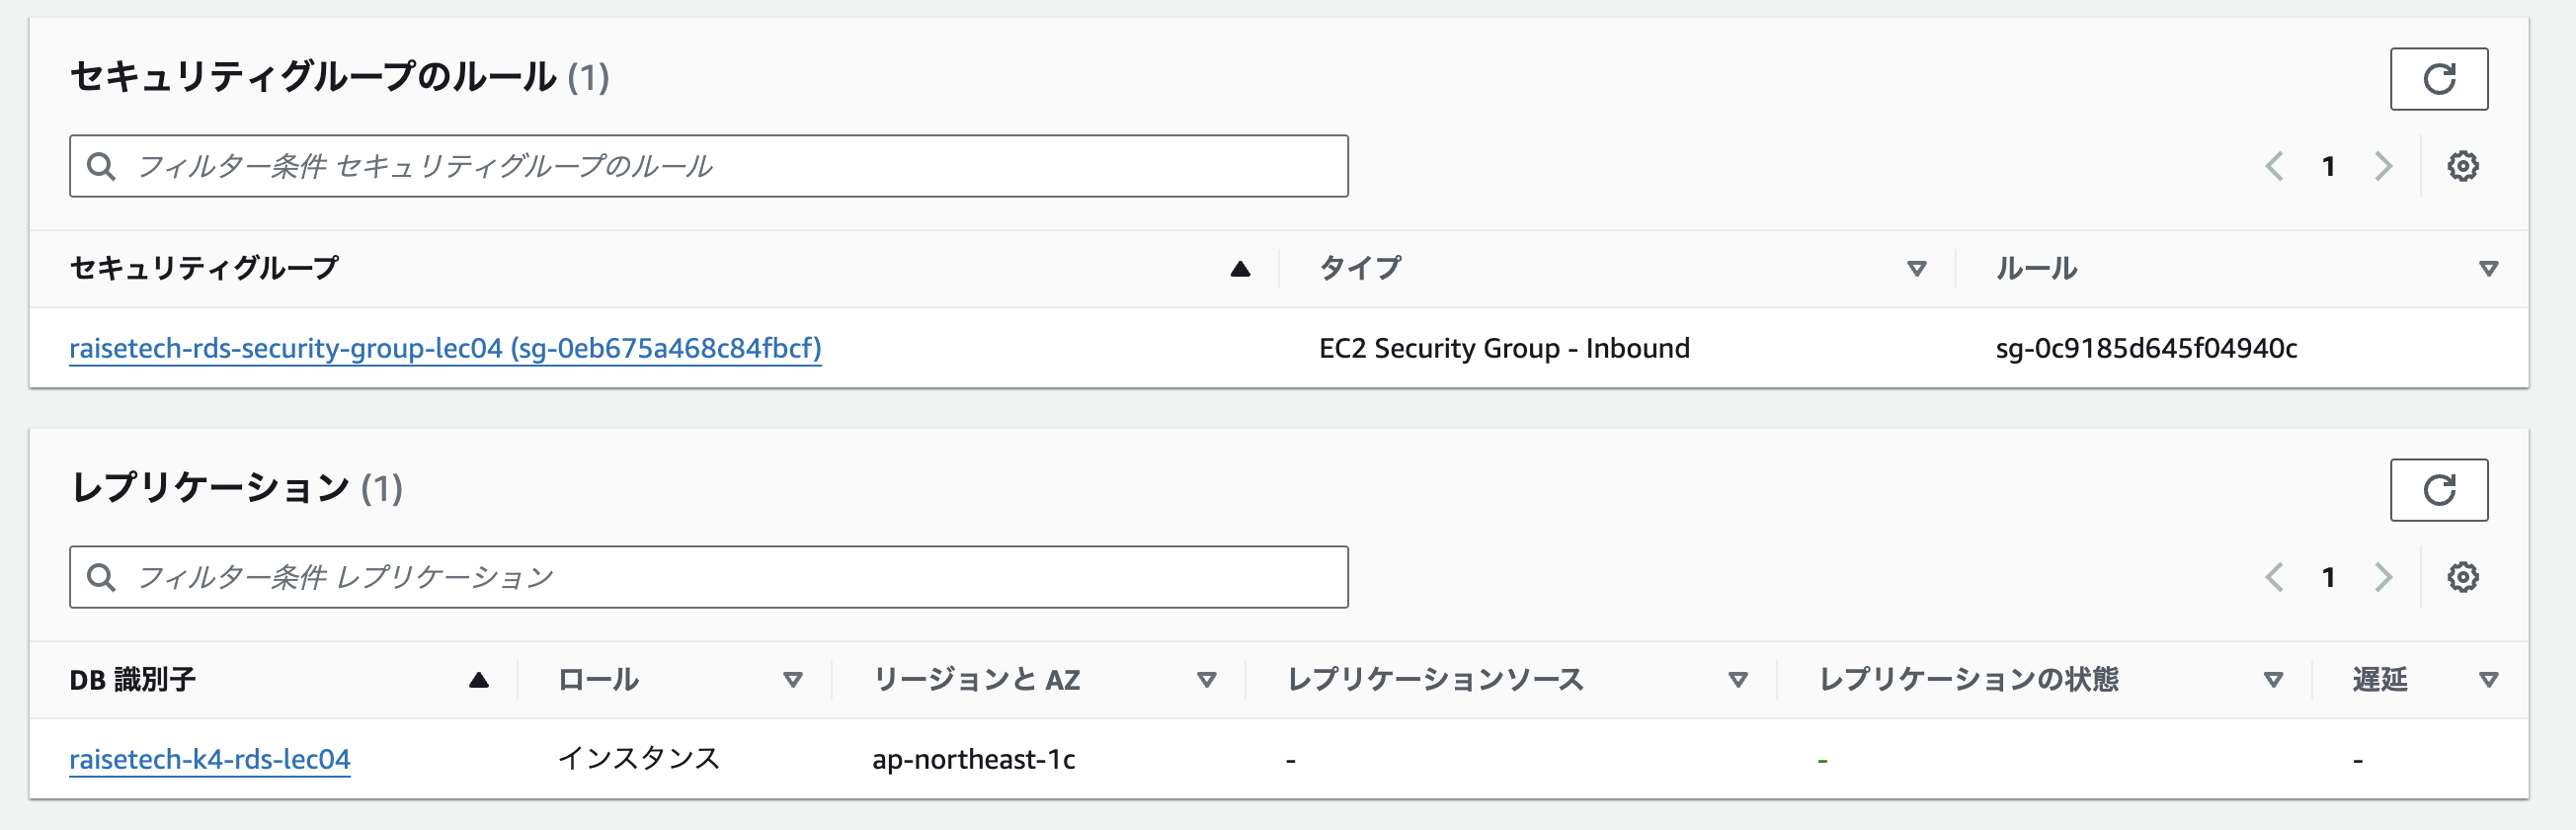 セキュリティグループのルール (1)
フィルター条件 セキュリティグループのルール
1
セキュリティグループ タイプ ルール
raisetech-rds-security-group-lec04 (sg-0eb675a468c84fbcf) EC2 Security Group - Inbound sg-0c9185d645f04940c
レプリケーション (1)
フィルター条件 レプリケーション
1
DB 識別子 ロール リージョンと AZ レプリケーションソース レプリケーションの状態 遅延
raisetech-k4-rds-lec04 インスタンス ap-northeast-1c - - -